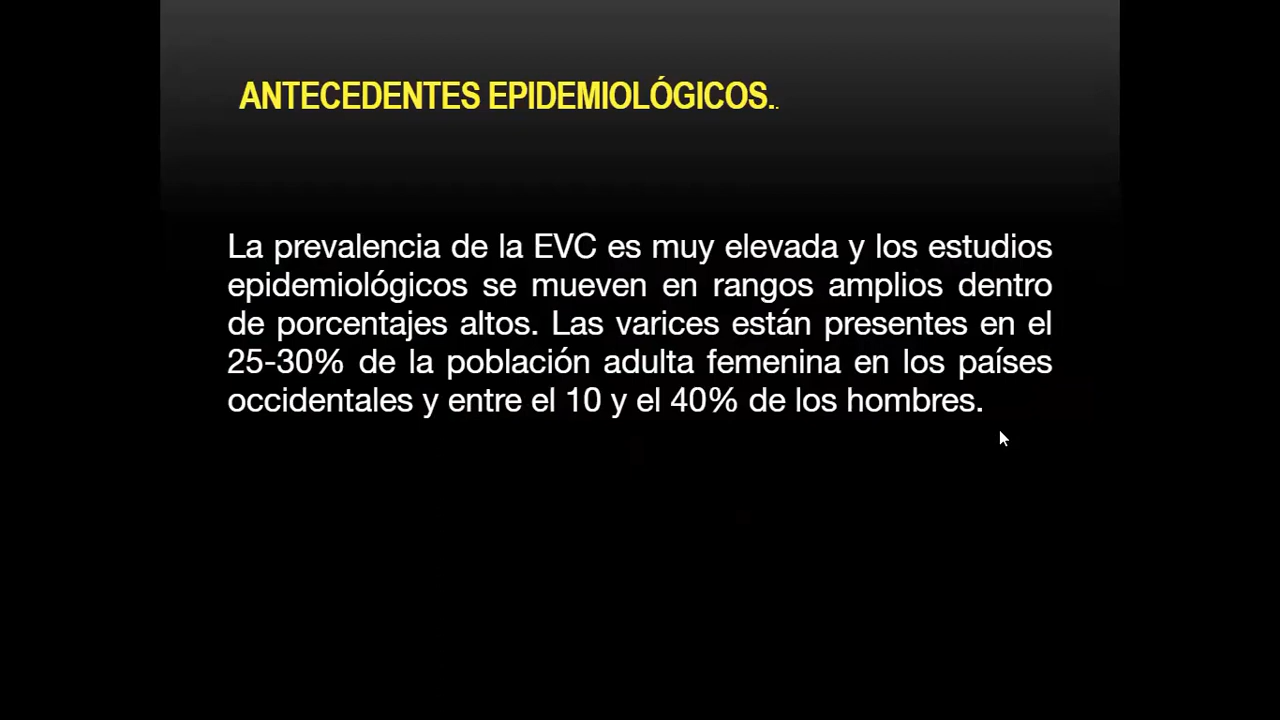 ANTECEDENTES EPIDEMIOLÓGICOS..
La prevalencia de la EVC es muy elevada y los estudios
epidemiológicos se mueven en rangos amplios dentro
de porcentajes altos. Las varices están presentes en el
25-30% de la población adulta femenina en los países
occidentales y entre el 10 y el 40% de los hombres.